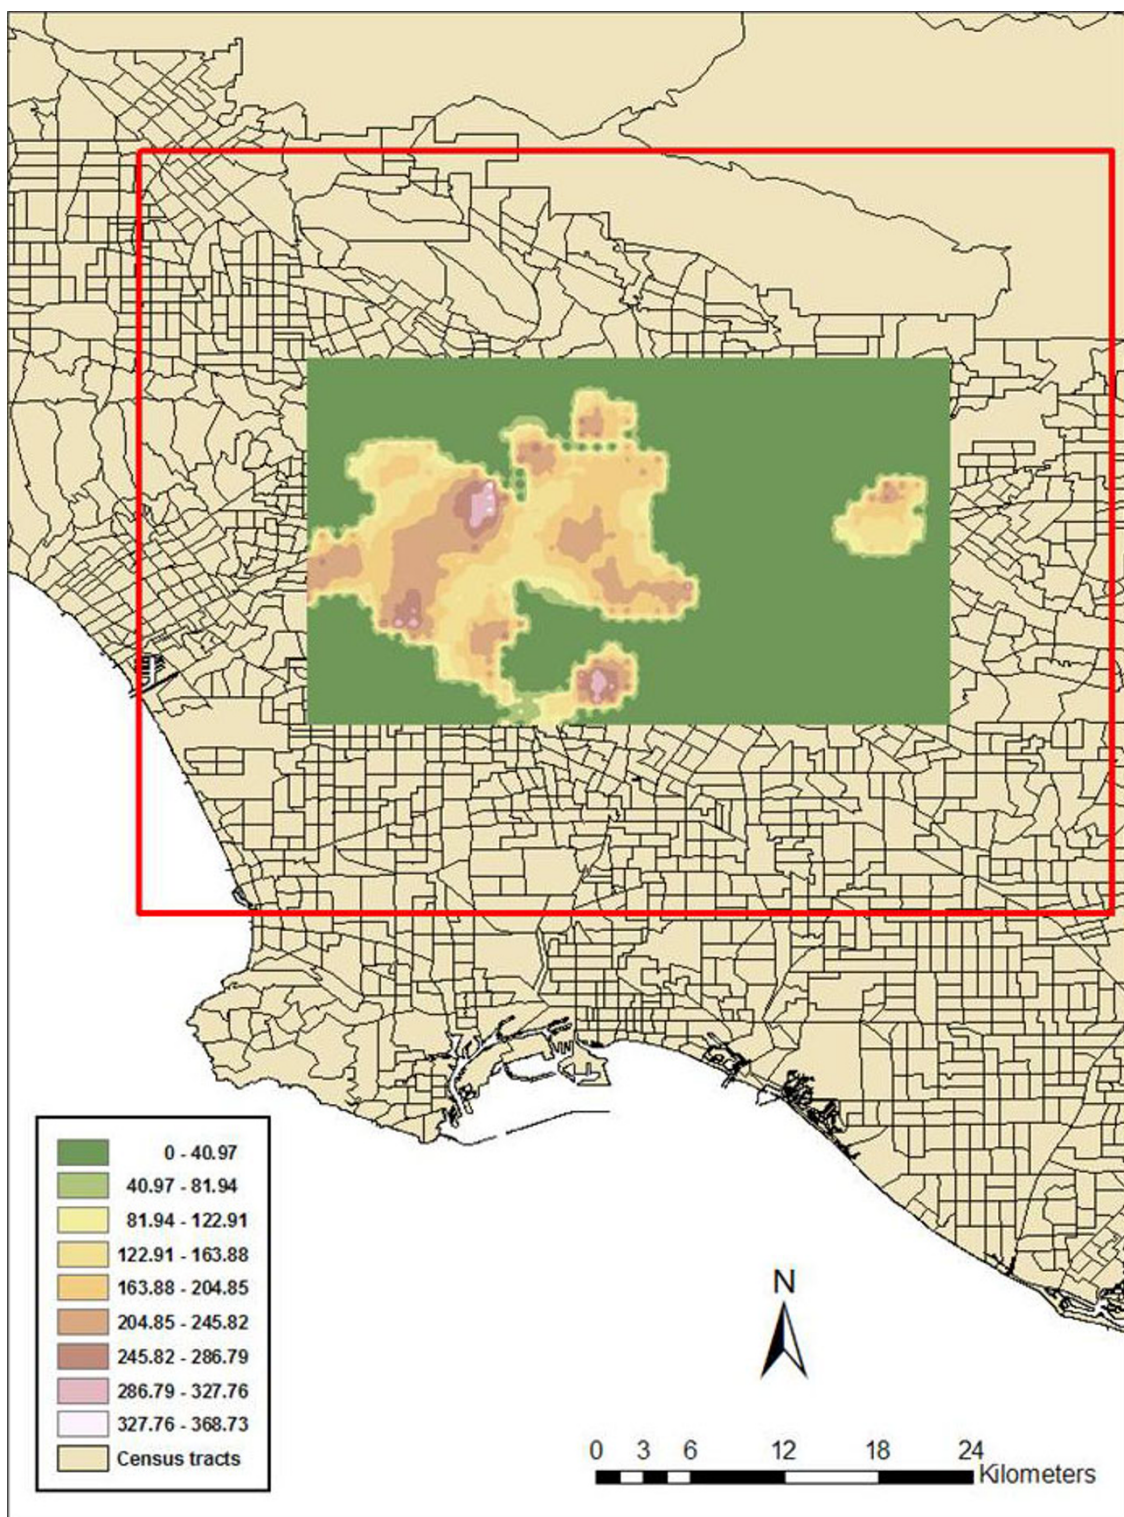 0 - 40.97
40.97 - 81.94
81.94 - 122.91
122.91 - 163.88
163.88 - 204.85
204.85 - 245.82
245.82 - 286.79
286.79 - 327.76
327.76 - 368.73
Census tracts
N
0 3 6 12 18 24
Kilometers